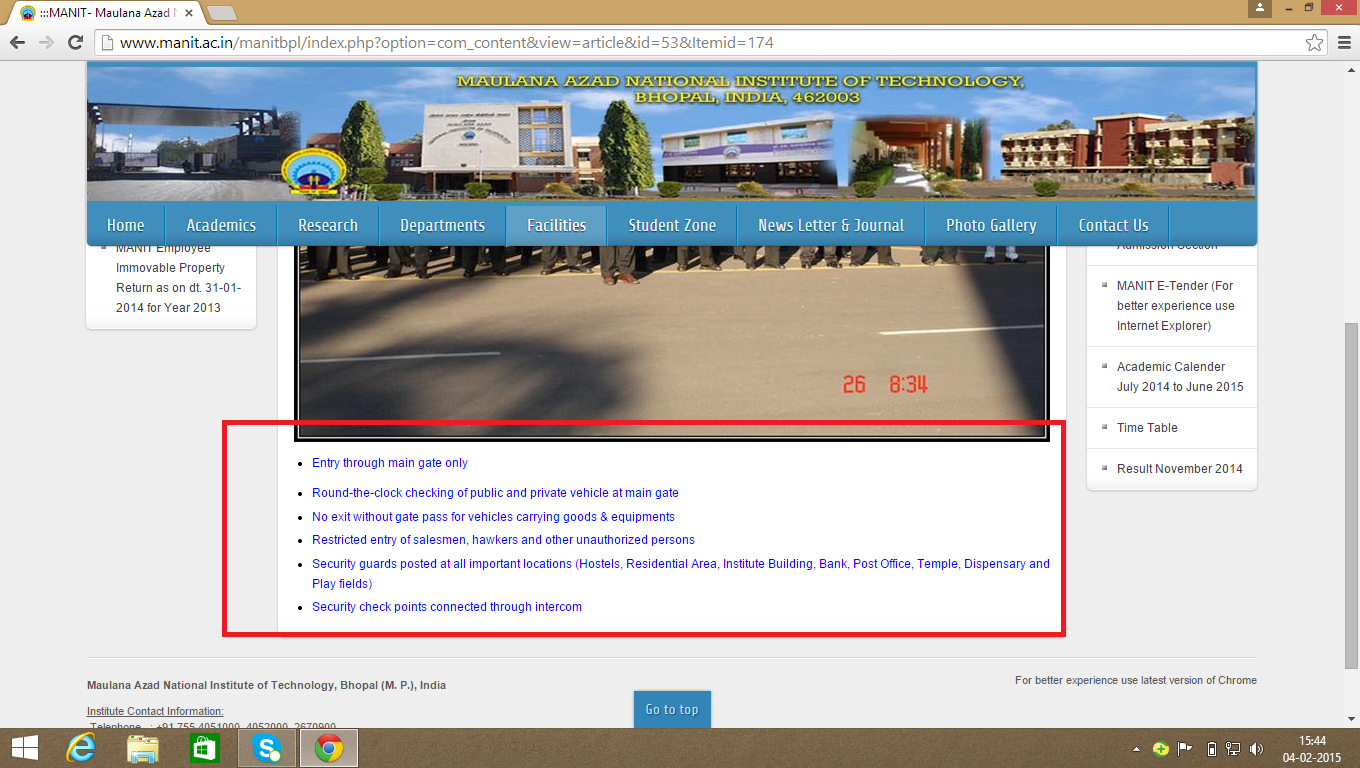 :::MANIT- Maulana Azad N
www.manit.ac.in/manitbpl/index.php?option=com_content&view=article&id=53&Itemid=174
MAULANA AZAD NATIONAL INSTITUTE OF TECHNOLOGY,
BHOPAL, INDIA, 462003
Home
Academics
Research
Departments
Facilities
Student Zone
News Letter & Journal
Photo Gallery
Contact Us
MANIT Employee
Immovable Property
Return as on dt. 31-01-
2014 for Year 2013
26 8:34
Entry through main gate only
Round-the-clock checking of public and private vehicle at main gate
No exit without gate pass for vehicles carrying goods & equipments
Restricted entry of salesmen, hawkers and other unauthorized persons
Security guards posted at all important locations (Hostels, Residential Area, Institute Building, Bank, Post Office, Temple, Dispensary and
Play fields)
Security check points connected through intercom
Admission Section
MANIT E-Tender (For
better experience use
Internet Explorer)
Academic Calender
July 2014 to June 2015
Time Table
Result November 2014
Maulana Azad National Institute of Technology, Bhopal (M. P.), India
For better experience use latest version of Chrome
Institute Contact Information:
Telephone : +91 755 4051000, 4052000, 2670900
Go to top
15:44
04-02-2015